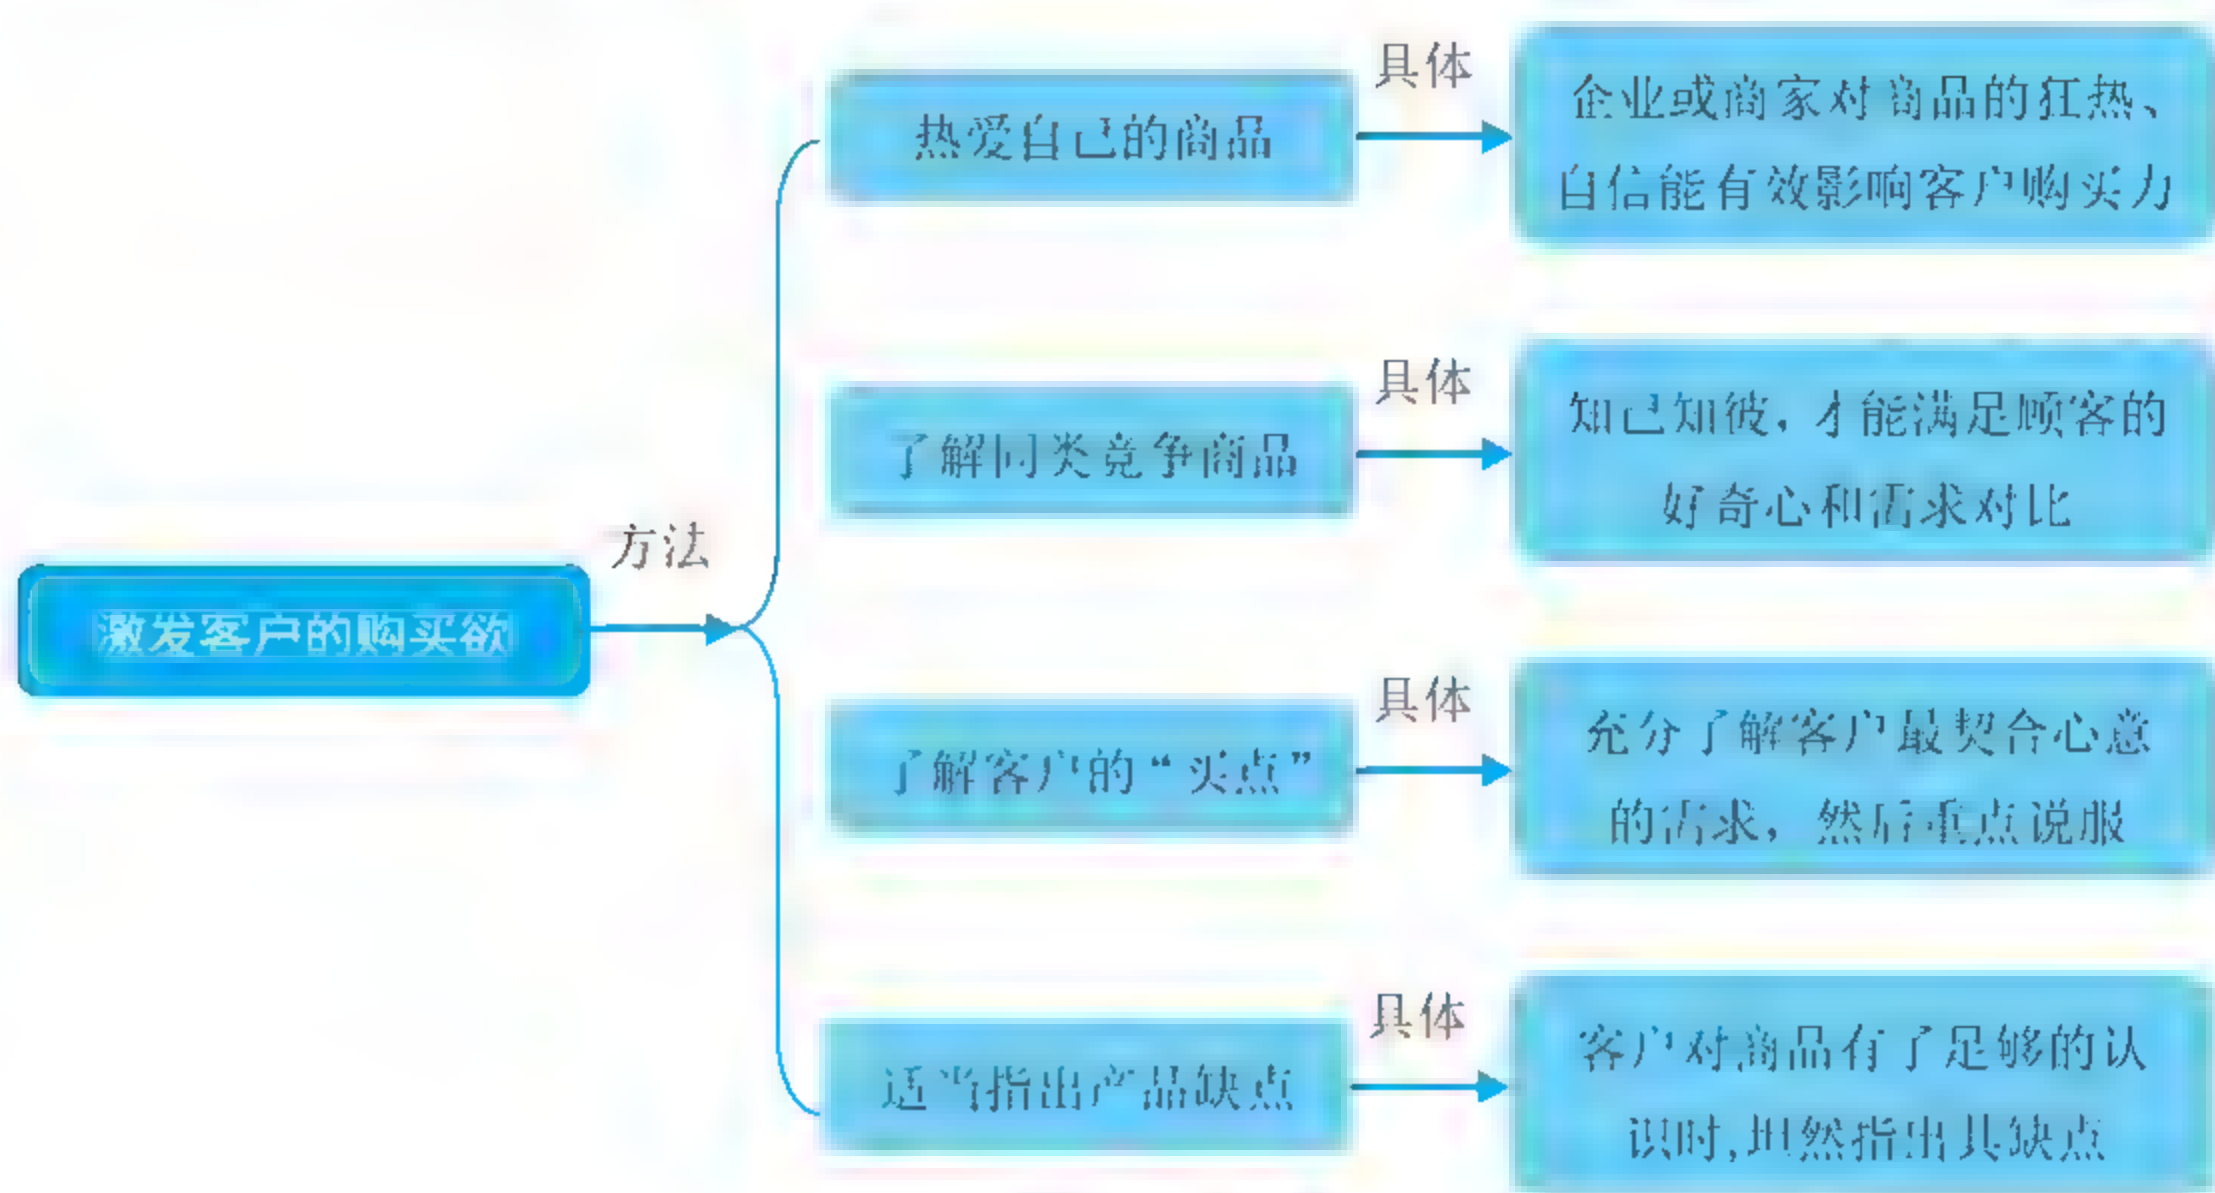 激发客户的购买欲
方法
热爱自己的商品
具体
企业或商家对商品的狂热、
自信能有效影响客户购买力
了解同类竞争商品
具体
知己知彼，才能满足顾客的
好奇心和需求对比
了解客户的“买点”
具体
充分了解客户最契合心意
的需求，然后重点说服
适当指出产品缺点
具体
客户对商品有了足够的认
识时,坦然指出其缺点